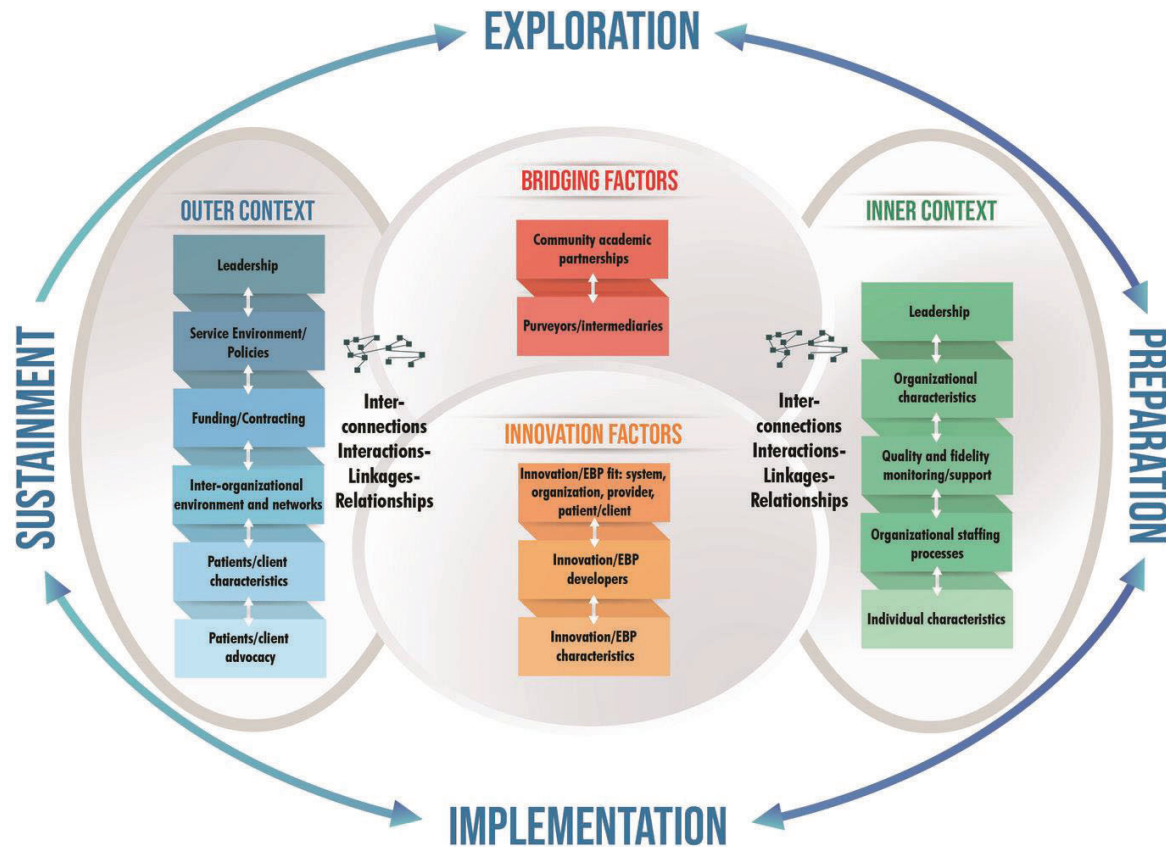 EXPLORATION
OUTER CONTEXT
Leadership
Service Environment/
Policies
Funding/Contracting
Inter-organizational
environment and networks
Patients/client
characteristics
Patients/client
advocacy
Inter-
connections
Interactions-
Linkages-
Relationships
BRIDGING FACTORS
Community academic
partnerships
Purveyors/intermediaries
INNOVATION FACTORS
Innovation/EBP fit: system,
organization, provider,
patient/client
Innovation/EBP
developers
Innovation/EBP
characteristics
Inter-
connections
Interactions-
Linkages-
Relationships
INNER CONTEXT
Leadership
Organizational
characteristics
Quality and fidelity
monitoring/support
Organizational staffing
processes
Individual characteristics
PREPARATION
IMPLEMENTATION
SUSTAINMENT